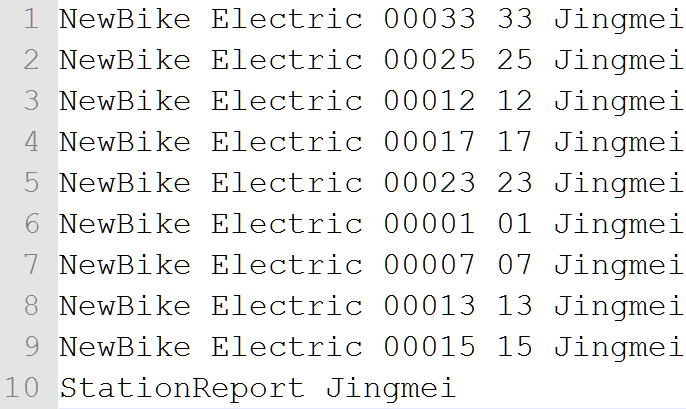 1 NewBike Electric 00033 33 Jingmei
2 NewBike Electric 00025 25 Jingmei
3 NewBike Electric 00012 12 Jingmei
4 NewBike Electric 00017 17 Jingmei
5 NewBike Electric 00023 23 Jingmei
6 NewBike Electric 00001 01 Jingmei
7 NewBike Electric 00007 07 Jingmei
8 NewBike Electric 00013 13 Jingmei
9 NewBike Electric 00015 15 Jingmei
10 StationReport Jingmei